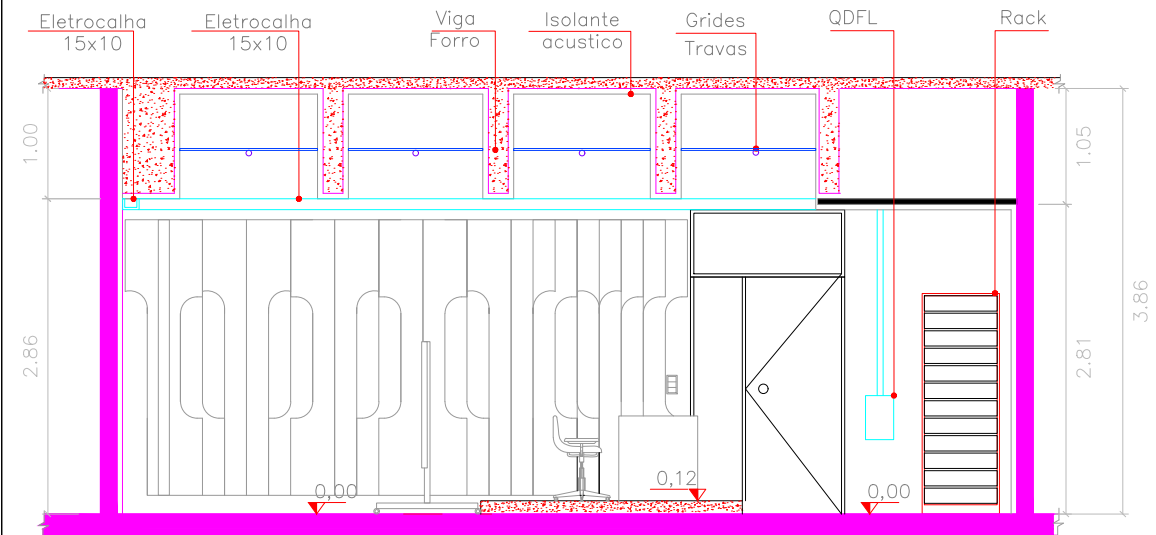 Eletrocalha
15x10
Eletrocalha
15x10
Viga
Forro
Isolante
acustico
Grides
Travas
QDFL
Rack
1.00
1.05
3.86
2.86
2.81
0,00
0,12
0,00